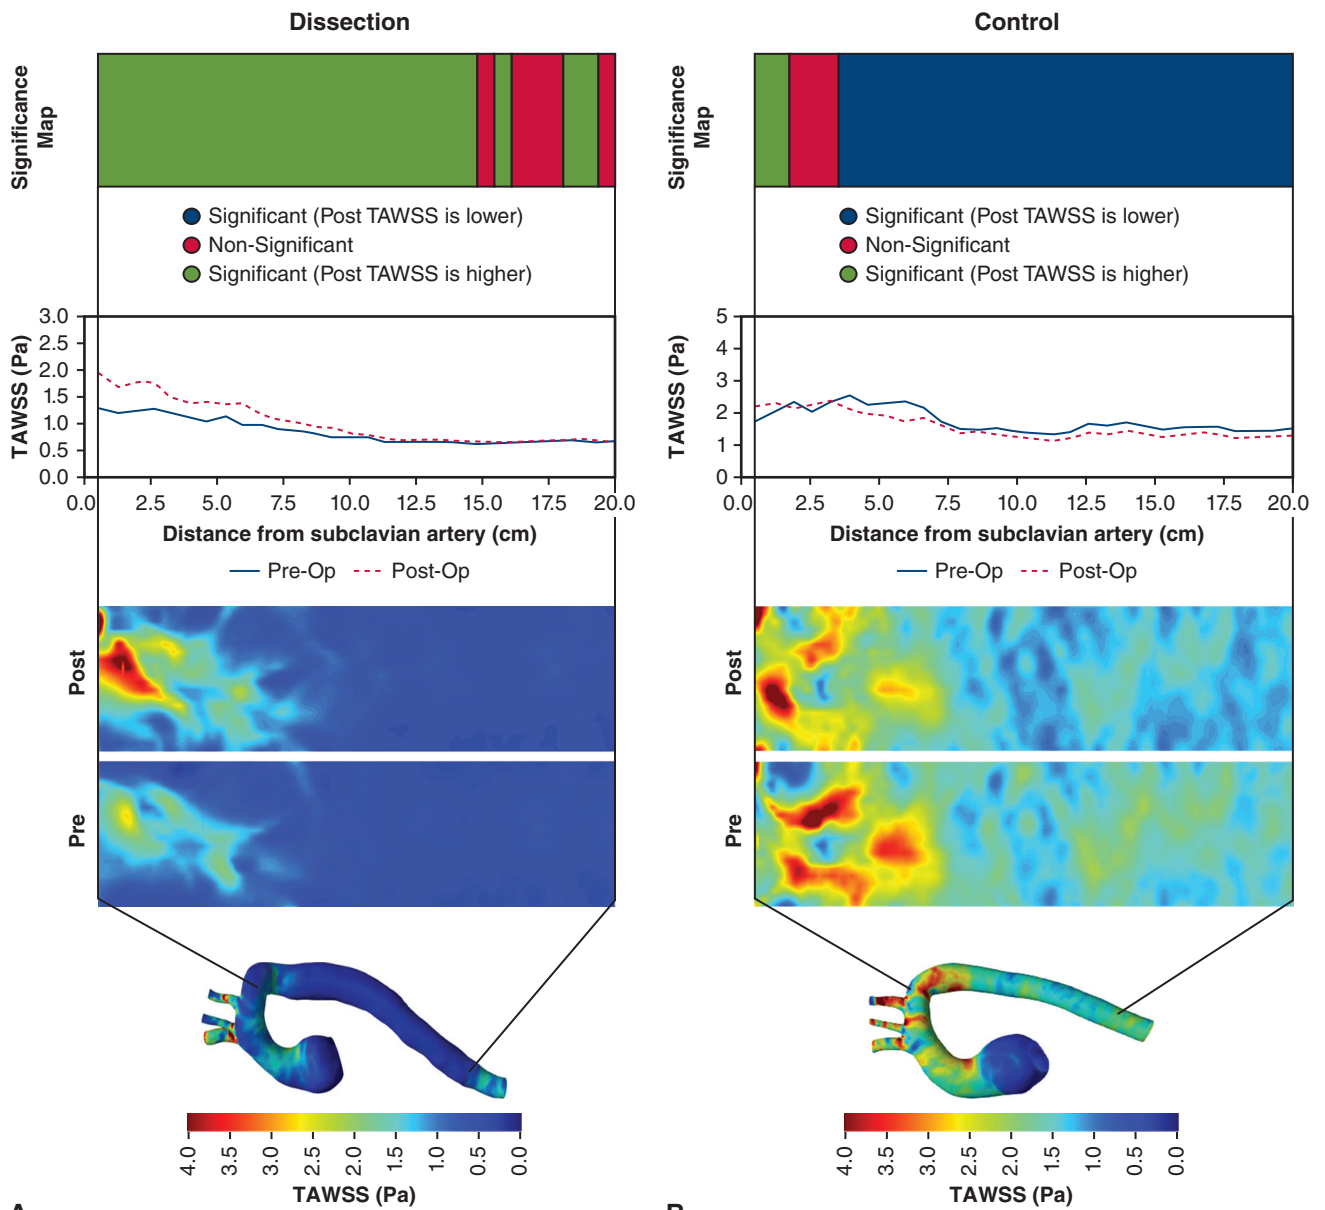 Dissection
Significance
Map
Significant (Post TAWSS is lower)
Non-Significant
Significant (Post TAWSS is higher)
TAWSS (Pa)
3.0
2.5
2.0
1.5
1.0
0.5
0.0
0.0 2.5 5.0 7.5 10.0 12.5 15.0 17.5 20.0
Distance from subclavian artery (cm)
Pre-Op Post-Op
Post
Pre
4.0 3.5 3.0 2.5 2.0 1.5 1.0 0.5 0.0
TAWSS (Pa)
Control
Significance
Map
Significant (Post TAWSS is lower)
Non-Significant
Significant (Post TAWSS is higher)
TAWSS (Pa)
5
4
3
2
1
0
0.0 2.5 5.0 7.5 10.0 12.5 15.0 17.5 20.0
Distance from subclavian artery (cm)
Pre-Op Post-Op
Post
Pre
4.0 3.5 3.0 2.5 2.0 1.5 1.0 0.5 0.0
TAWSS (Pa)